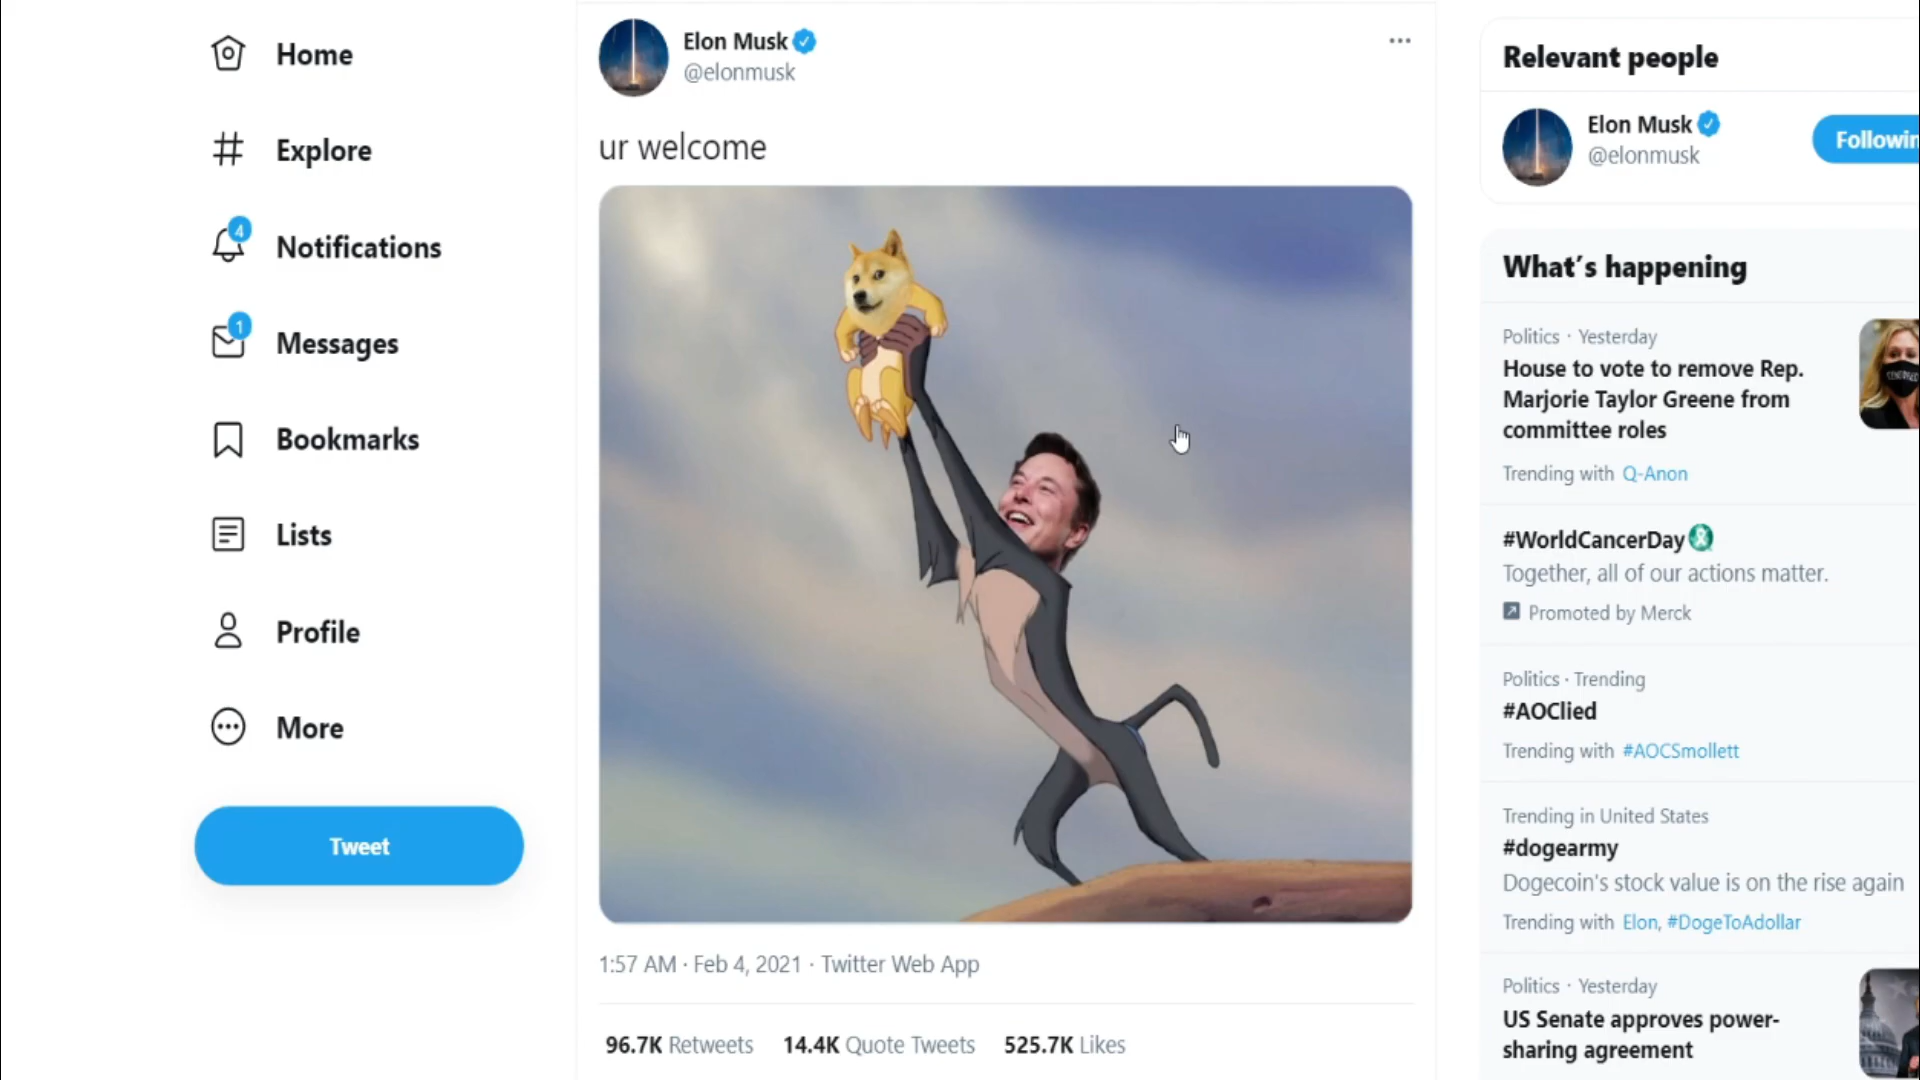 Home
Explore
4
Notifications
1
Messages
Bookmarks
Lists
Profile
More
Tweet
Elon Musk
@elonmusk
ur welcome
1:57 AM · Feb 4, 2021 · Twitter Web App
96.7K Retweets 14.4K Quote Tweets 525.7K Likes
Relevant people
Elon Musk
@elonmusk
Followin
What's happening
Politics · Yesterday
House to vote to remove Rep.
Marjorie Taylor Greene from
committee roles
Trending with Q-Anon
#WorldCancerDay
Together, all of our actions matter.
Promoted by Merck
Politics · Trending
#AOClied
Trending with #AOCSmollett
Trending in United States
#dogearmy
Dogecoin's stock value is on the rise again
Trending with Elon, #DogeToAdollar
Politics · Yesterday
US Senate approves power-
sharing agreement